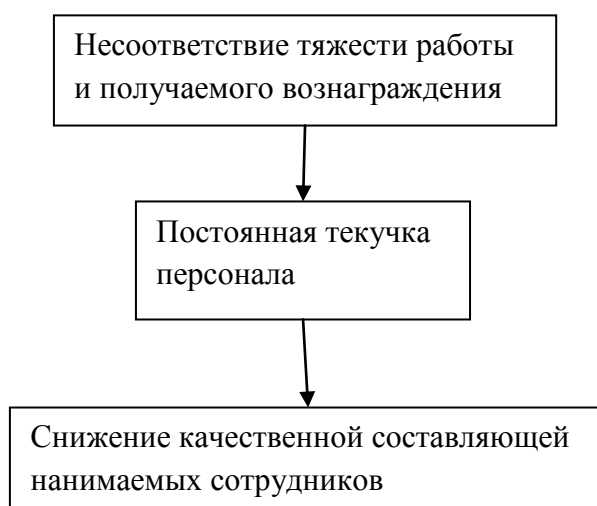 Несоответствие тяжести работы
и получаемого вознаграждения
Постоянная текучка
персонала
Снижение качественной составляющей
нанимаемых сотрудников